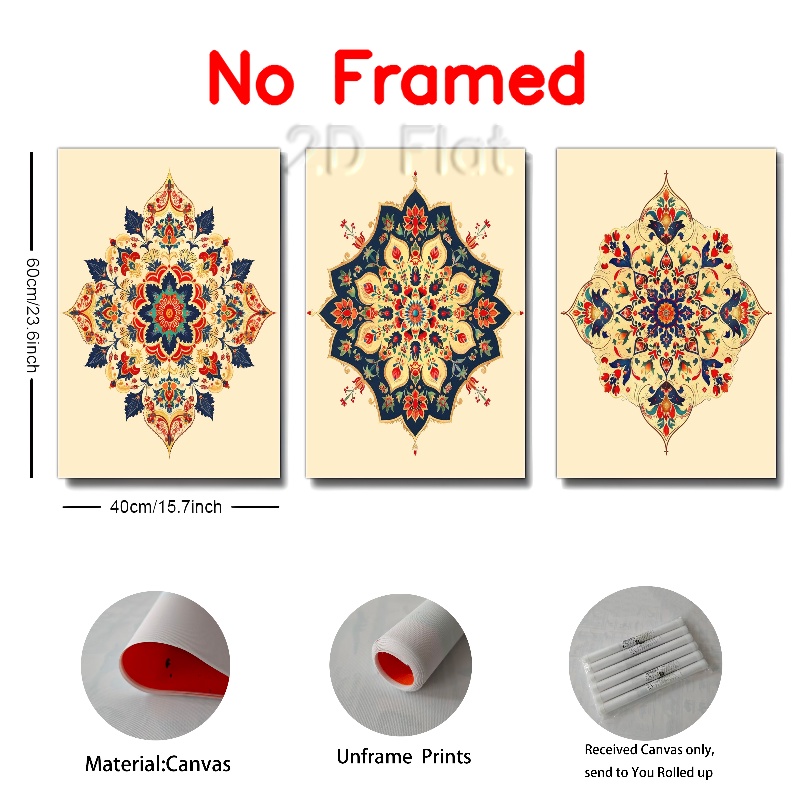 No Framed
2D Flat
60cm/23.6inch
40cm/15.7inch
Material:Canvas
Unframe Prints
Received Canvas only,
send to You Rolled up